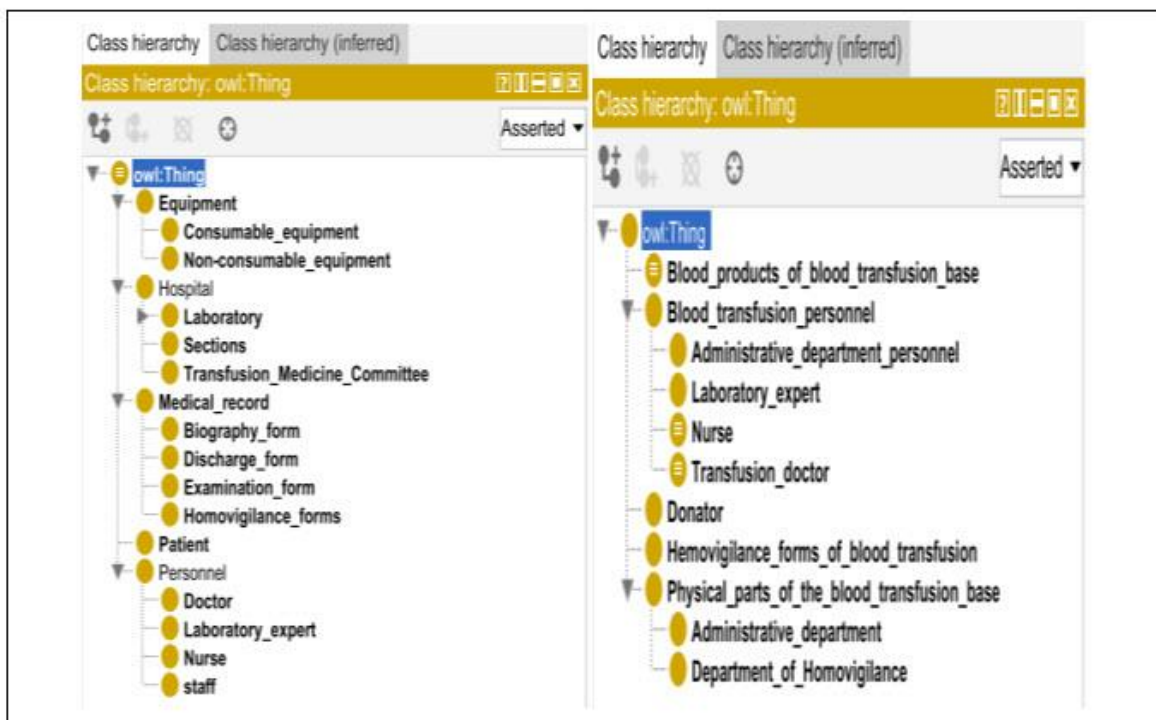 Class hierarchy Class hierarchy (inferred)
Class hierarchy: owl:Thing
Asserted
owl:Thing
Equipment
Consumable_equipment
Non-consumable_equipment
Hospital
Laboratory
Sections
Transfusion_Medicine_Committee
Medical_record
Biography_form
Discharge_form
Examination_form
Homovigilance_forms
Patient
Personnel
Doctor
Laboratory_expert
Nurse
staff
Class hierarchy Class hierarchy (inferred)
Class hierarchy: owl:Thing
Asserted
owl:Thing
Blood_products_of_blood_transfusion_base
Blood_transfusion_personnel
Administrative_department_personnel
Laboratory_expert
Nurse
Transfusion_doctor
Donator
Hemovigilance_forms_of_blood_transfusion
Physical_parts_of_the_blood_transfusion_base
Administrative_department
Department_of_Homovigilance